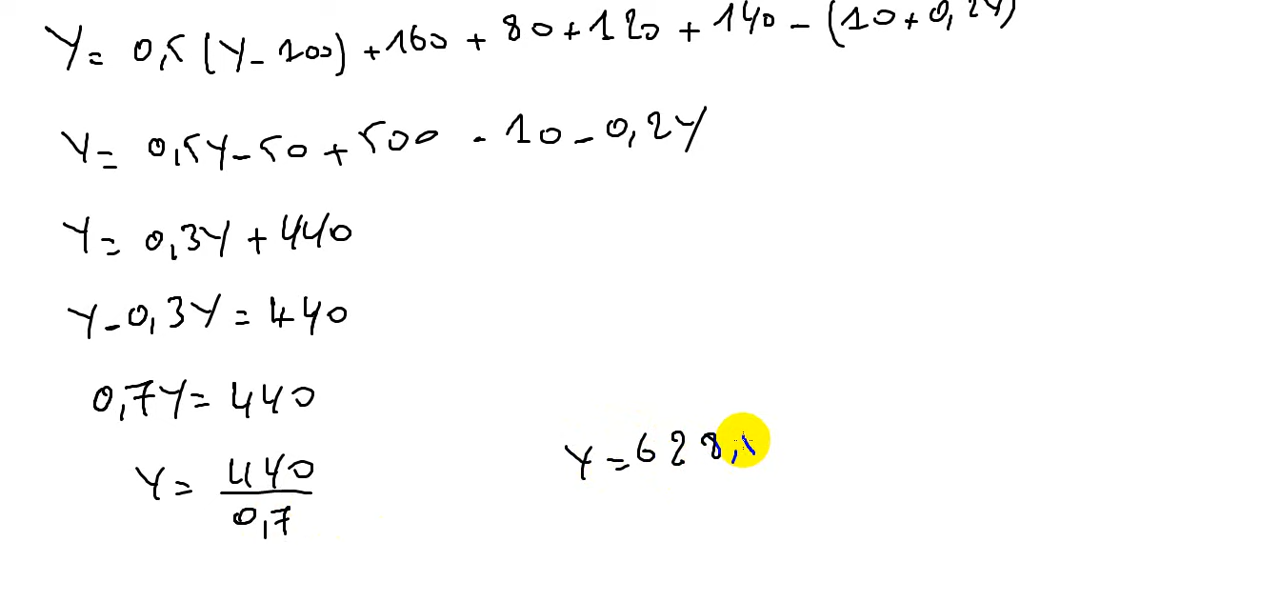 Y= 0,5(Y-100)+160+80+120+140-(10+0,2Y)
Y= 0,5Y-50+500-10-0,2Y
Y= 0,3Y+440
Y-0,3Y=440
0,7Y=440
Y= 440/0,7
Y=628,